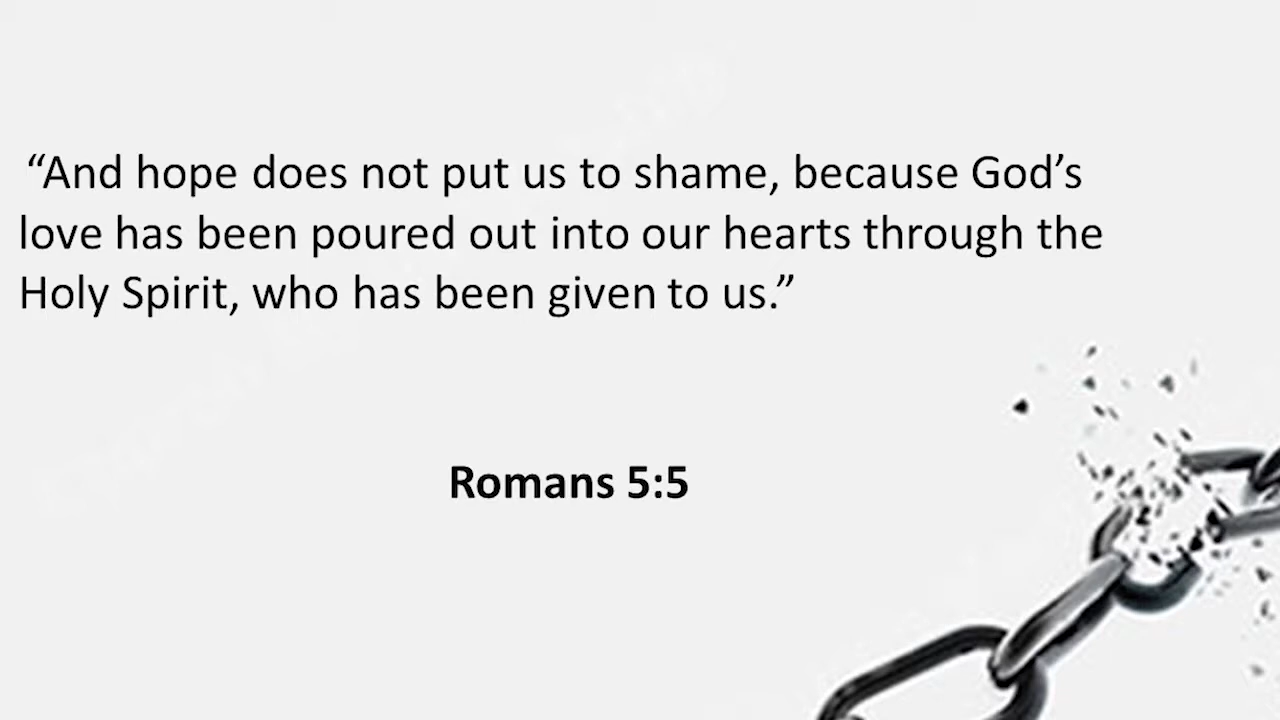 “And hope does not put us to shame, because God’s
love has been poured out into our hearts through the
Holy Spirit, who has been given to us.”
Romans 5:5